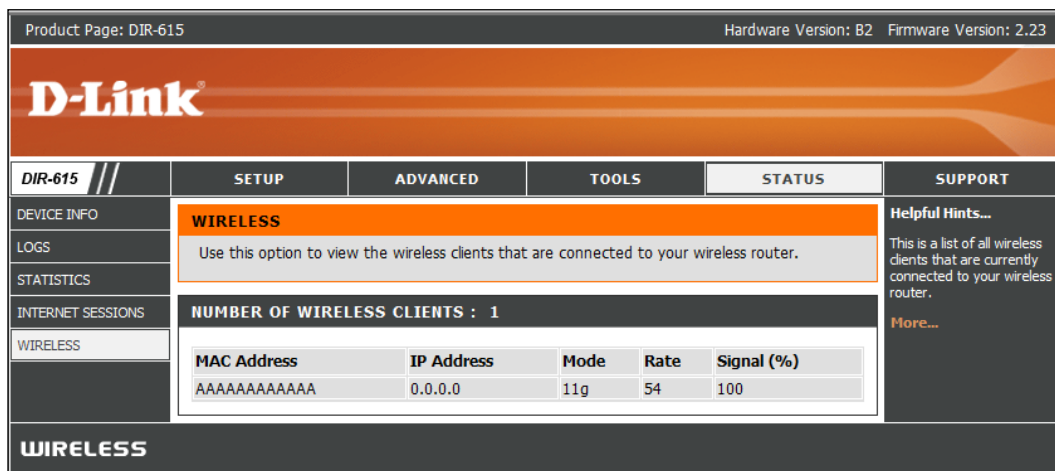 Product Page: DIR-615
Hardware Version: B2 Firmware Version: 2.23
D-Link®
DIR-615
SETUP
ADVANCED
TOOLS
STATUS
SUPPORT
DEVICE INFO
LOGS
STATISTICS
INTERNET SESSIONS
WIRELESS
WIRELESS
Use this option to view the wireless clients that are connected to your wireless router.
NUMBER OF WIRELESS CLIENTS : 1
MAC Address IP Address Mode Rate Signal (%)
AAAAAAAAAAAA 0.0.0.0 11g 54 100
Helpful Hints...
This is a list of all wireless
clients that are currently
connected to your wireless
router.
More...
WIRELESS